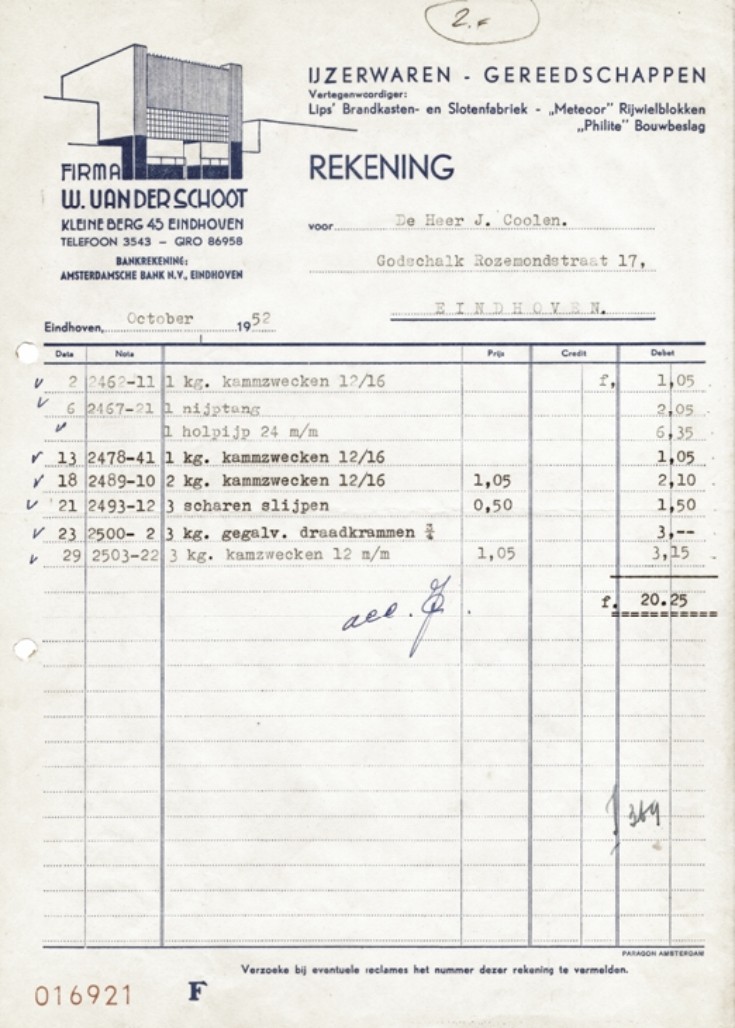 2.-
IJZERWAREN - GEREEDSCHAPPEN
Vertegenwoordiger:
Lips' Brandkasten- en Slotenfabriek - „Meteoor" Rijwielblokken
„Philite" Bouwbeslag
FIRMA
W. VAN DER SCHOOT
KLEINE BERG 45 EINDHOVEN
TELEFOON 3543 - GIRO 86958
BANKREKENING:
AMSTERDAMSCHE BANK N.V., EINDHOVEN
REKENING
voor De Heer J. Coolen.
Godschalk Rozemondstraat 17,
EINDHOVEN.
Eindhoven, October 1952
Data Nota Prijs Credit Debet
2 2462-11 1 kg. kammzwecken 12/16 f, 1,05
6 2467-21 1 nijptang 2,05
1 holpijp 24 m/m 6,35
13 2478-41 1 kg. kammzwecken 12/16 1,05
18 2489-10 2 kg. kammzwecken 12/16 1,05 2,10
21 2493-12 3 scharen slijpen 0,50 1,50
23 2500- 2 3 kg. gegalv. draadkrammen ¾ 3,--
29 2503-22 3 kg. kamzwecken 12 m/m 1,05 3,15
f. 20.25
acc.
369
PARAGON AMSTERDAM
Verzoeke bij eventuele reclames het nummer dezer rekening te vermelden.
016921 F